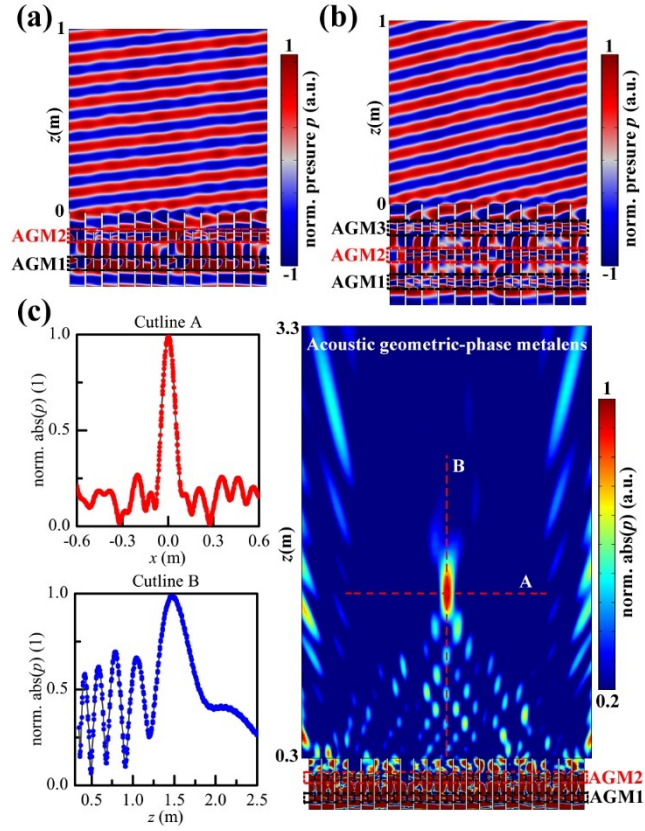 (a)
1
z(m)
0
AGM2
AGM1
1
norm. presure p (a.u.)
-1
(b)
1
z(m)
0
AGM3
AGM2
AGM1
1
norm. pressure p (a.u.)
-1
(c)
Cutline A
norm. abs(p) (1)
1.0
0.5
0.0
-0.6 -0.3 0.0 0.3 0.6
x (m)
Cutline B
norm. abs(p) (1)
1.0
0.5
0.0
0.5 1.0 1.5 2.0 2.5
z (m)
3.3
Acoustic geometric-phase metalens
B
A
z(m)
0.3
AGM2
AGM1
1
norm. abs(p) (a.u.)
0.2